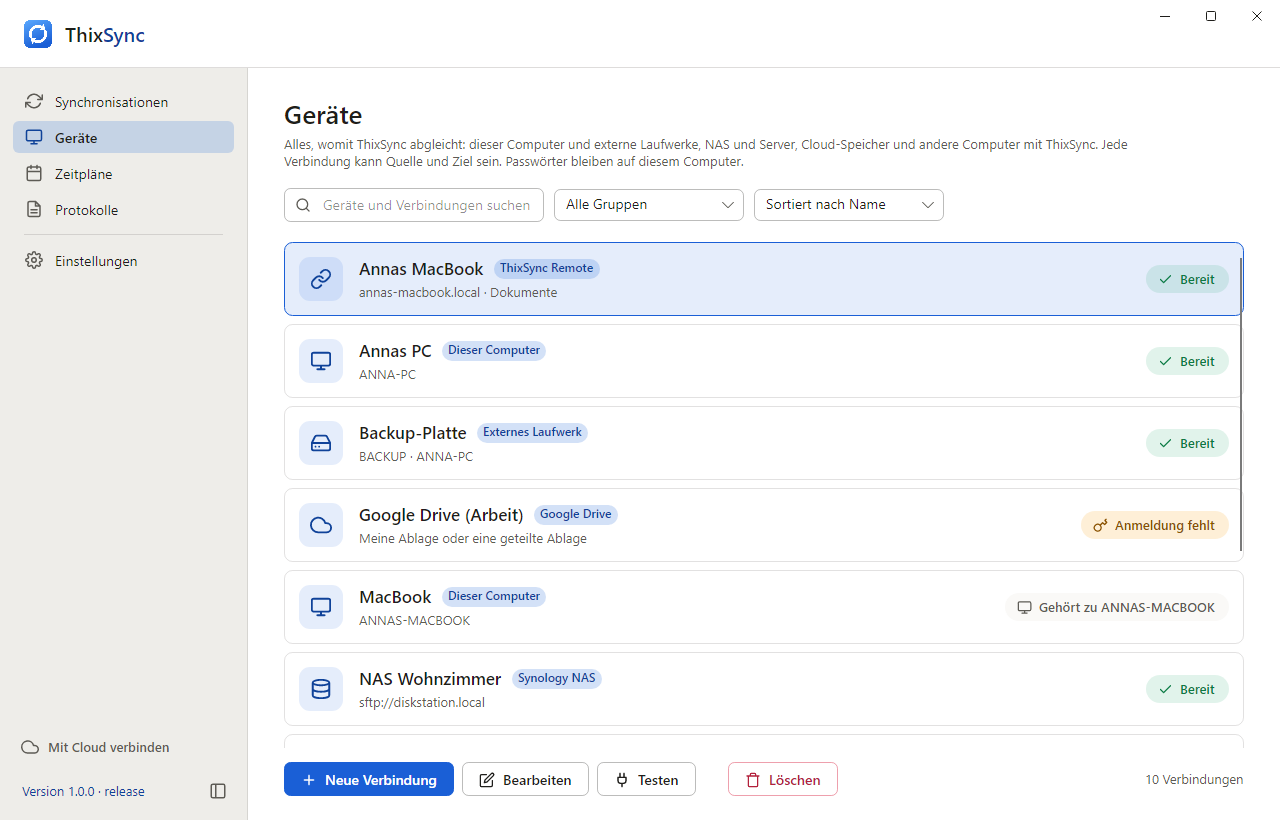 ThixSync
Synchronisationen
Geräte
Zeitpläne
Protokolle
Einstellungen
Mit Cloud verbinden
Version 1.0.0 · release
Geräte
Alles, womit ThixSync abgleicht: dieser Computer und externe Laufwerke, NAS und Server, Cloud-Speicher und andere Computer mit ThixSync. Jede
Verbindung kann Quelle und Ziel sein. Passwörter bleiben auf diesem Computer.
Geräte und Verbindungen suchen
Alle Gruppen
Sortiert nach Name
Annas MacBook ThixSync Remote
annas-macbook.local · Dokumente
Bereit
Annas PC Dieser Computer
ANNA-PC
Bereit
Backup-Platte Externes Laufwerk
BACKUP · ANNA-PC
Bereit
Google Drive (Arbeit) Google Drive
Meine Ablage oder eine geteilte Ablage
Anmeldung fehlt
MacBook Dieser Computer
ANNAS-MACBOOK
Gehört zu ANNAS-MACBOOK
NAS Wohnzimmer Synology NAS
sftp://diskstation.local
Bereit
Neue Verbindung
Bearbeiten
Testen
Löschen
10 Verbindungen